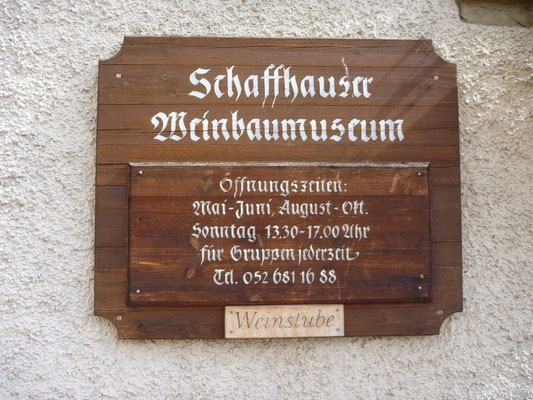 Schaffhauser
Weinbaumuseum
Öffnungszeiten:
Mai-Juni, August-Okt.
Sonntag 13.30-17.00 Uhr
für Gruppen jederzeit
Tel. 052 681 16 88
Weinstube